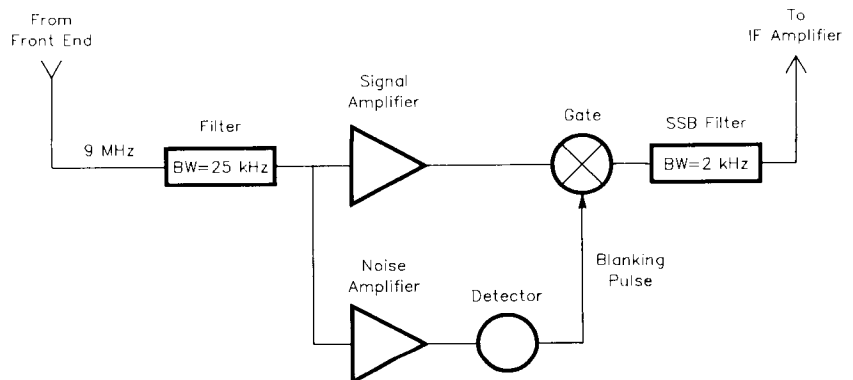 From
Front End
To
IF Amplifier
Signal
Amplifier
Gate
SSB Filter
Filter
9 MHz
BW=25 kHz
BW=2 kHz
Noise
Amplifier
Detector
Blanking
Pulse